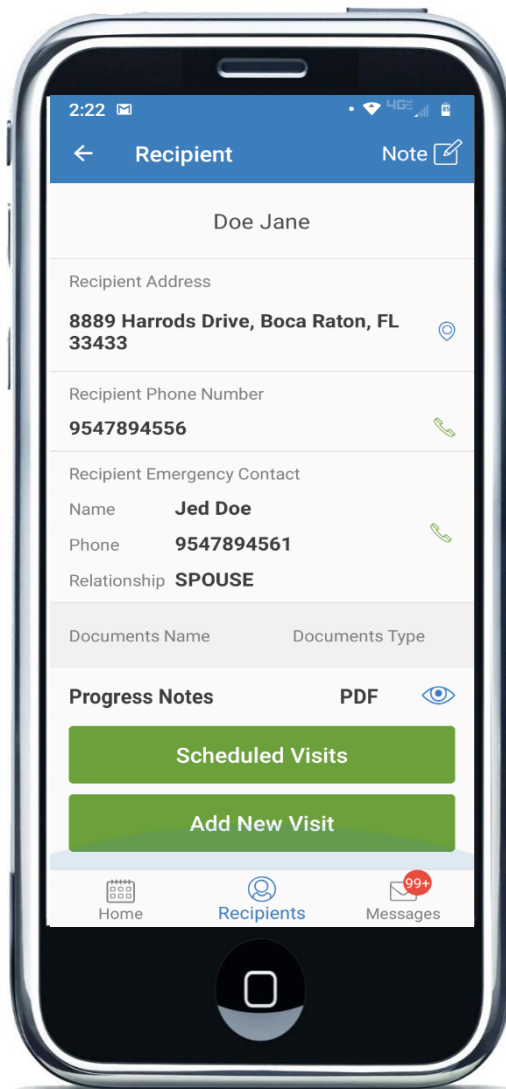 2:22 4G
Recipient Note
Doe Jane
Recipient Address
8889 Harrods Drive, Boca Raton, FL
33433
Recipient Phone Number
9547894556
Recipient Emergency Contact
Name Jed Doe
Phone 9547894561
Relationship SPOUSE
Documents Name Documents Type
Progress Notes PDF
Scheduled Visits
Add New Visit
99+
Home Recipients Messages